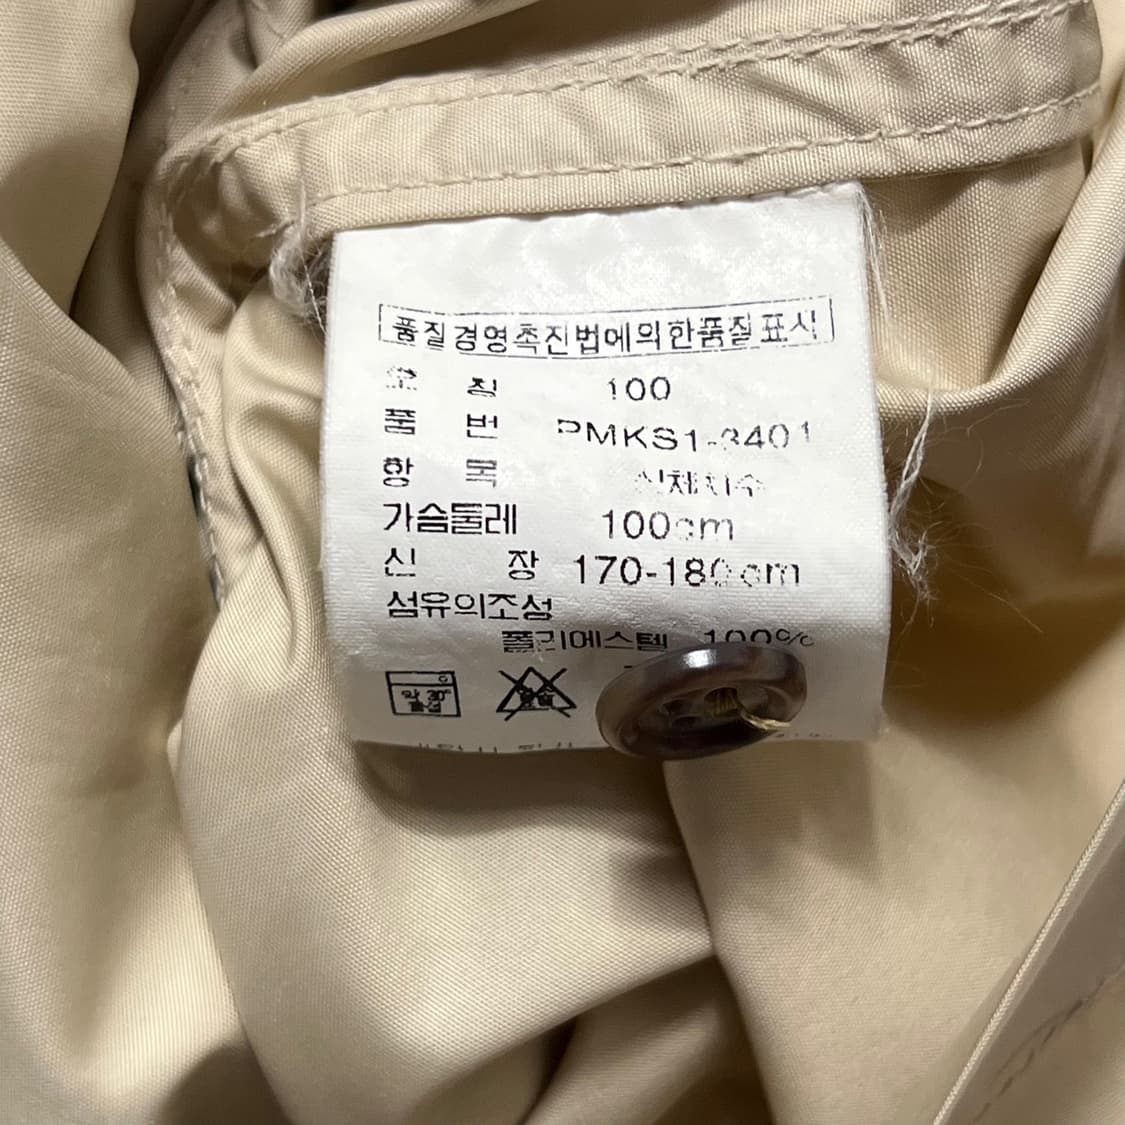 품질경영촉진법에의한품질표시
호 칭 100
품 번 PMKS1-3401
항 목 신체치수
가슴둘레 100cm
신 장 170-180cm
섬유의조성
폴리에스텔 100%
약 30°
중성